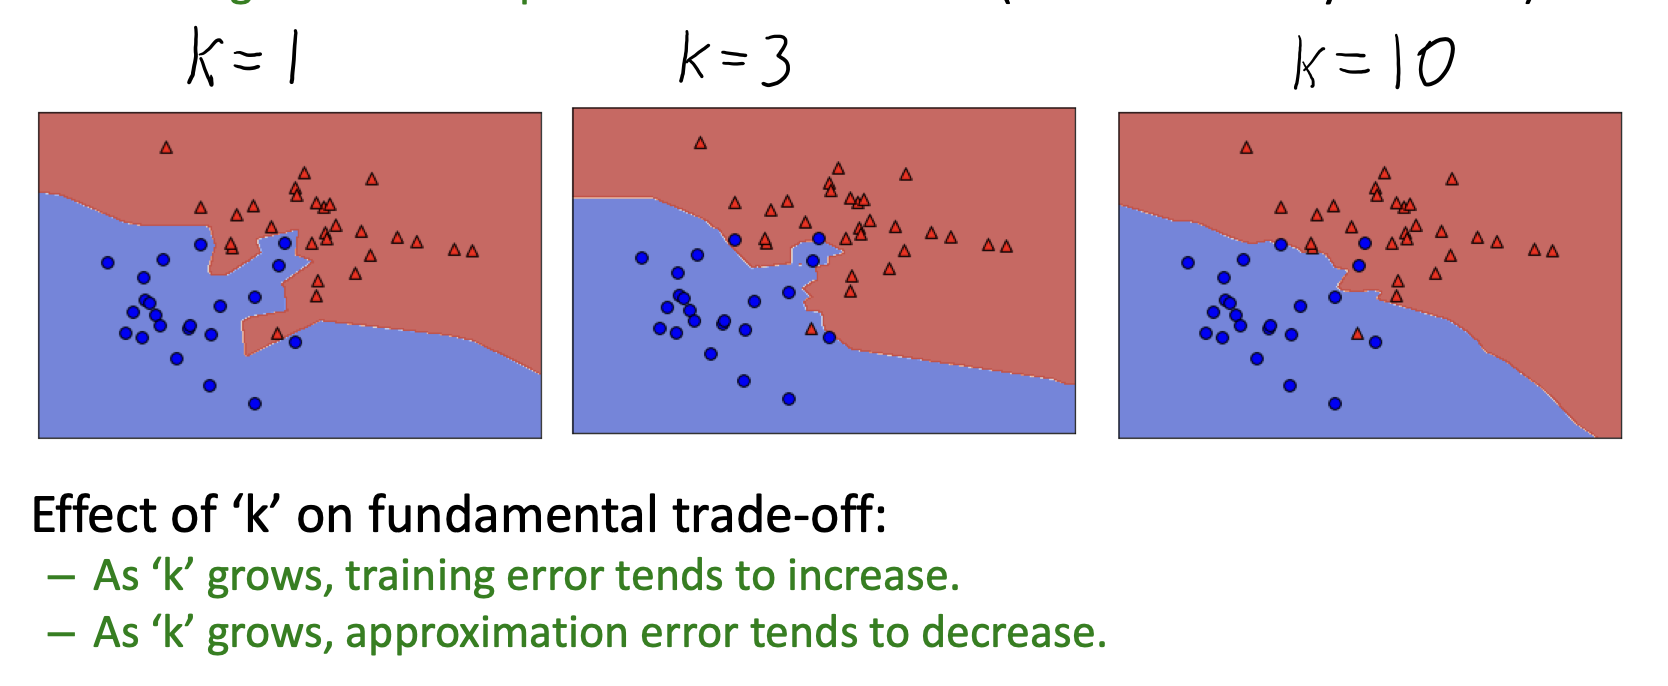 k = 1 k = 3 k = 10
Effect of ‘k’ on fundamental trade-off:
– As ‘k’ grows, training error tends to increase.
– As ‘k’ grows, approximation error tends to decrease.